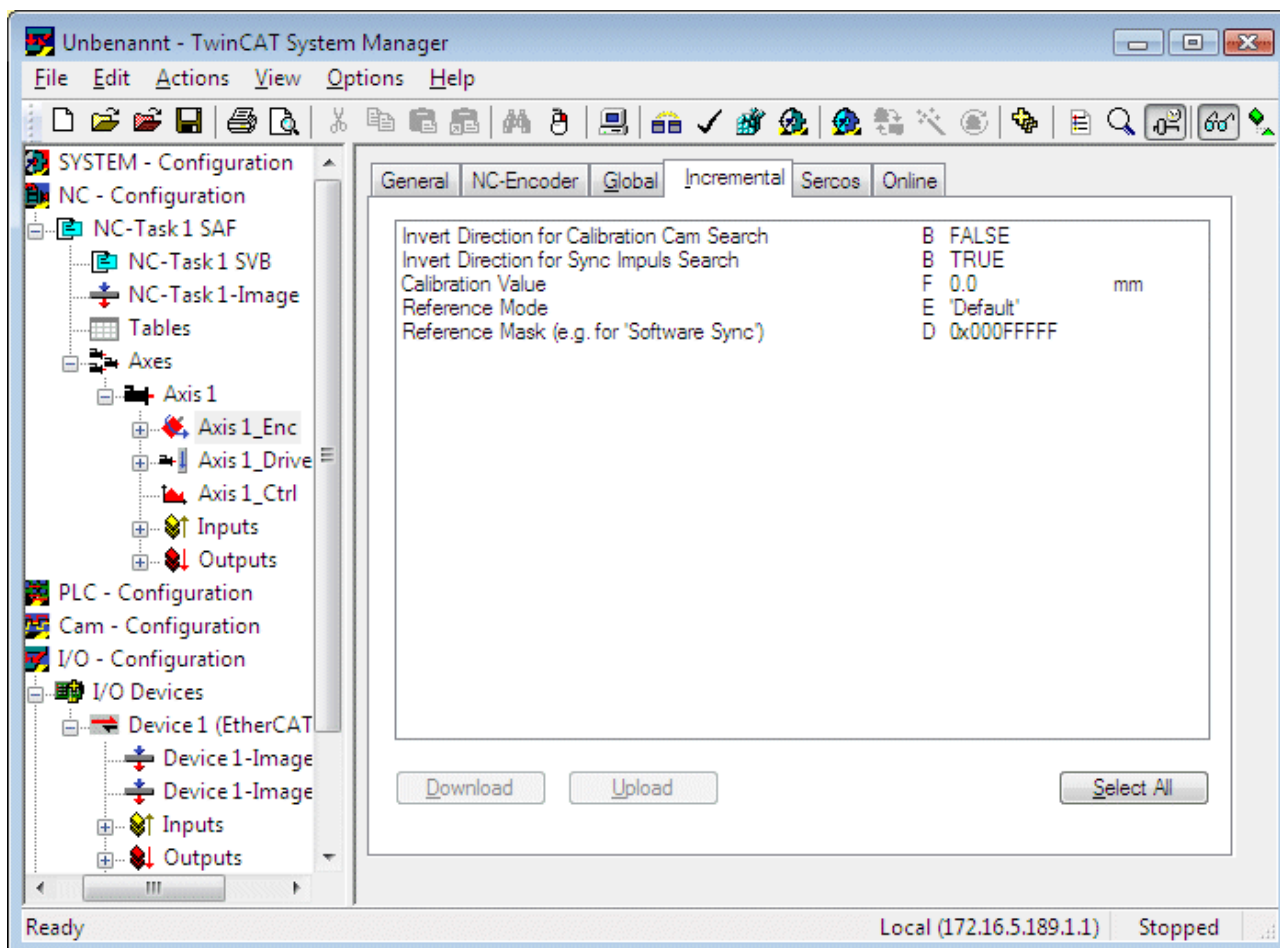 Unbenannt - TwinCAT System Manager
File Edit Actions View Options Help
SYSTEM - Configuration
NC - Configuration
NC-Task 1 SAF
NC-Task 1 SVB
NC-Task 1-Image
Tables
Axes
Axis 1
Axis 1_Enc
Axis 1_Drive
Axis 1_Ctrl
Inputs
Outputs
PLC - Configuration
Cam - Configuration
I/O - Configuration
I/O Devices
Device 1 (EtherCAT
Device 1-Image
Device 1-Image
Inputs
Outputs
General NC-Encoder Global Incremental Sercos Online
Invert Direction for Calibration Cam Search B FALSE
Invert Direction for Sync Impuls Search B TRUE
Calibration Value F 0.0 mm
Reference Mode E 'Default'
Reference Mask (e.g. for 'Software Sync') D 0x000FFFFF
Download Upload Select All
Ready Local (172.16.5.189.1.1) Stopped